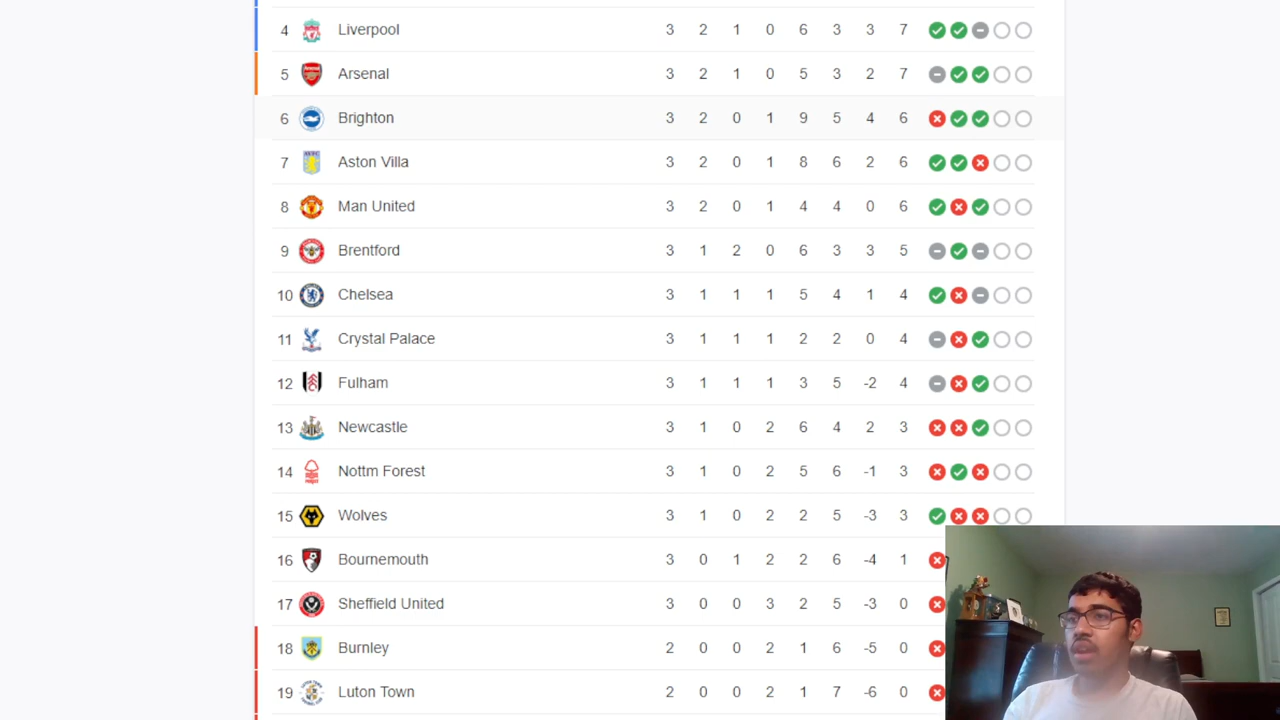 4 Liverpool 3 2 1 0 6 3 3 7
5 Arsenal 3 2 1 0 5 3 2 7
6 Brighton 3 2 0 1 9 5 4 6
7 Aston Villa 3 2 0 1 8 6 2 6
8 Man United 3 2 0 1 4 4 0 6
9 Brentford 3 1 2 0 6 3 3 5
10 Chelsea 3 1 1 1 5 4 1 4
11 Crystal Palace 3 1 1 1 2 2 0 4
12 Fulham 3 1 1 1 3 5 -2 4
13 Newcastle 3 1 0 2 6 4 2 3
14 Nottm Forest 3 1 0 2 5 6 -1 3
15 Wolves 3 1 0 2 2 5 -3 3
16 Bournemouth 3 0 1 2 2 6 -4 1
17 Sheffield United 3 0 0 3 2 5 -3 0
18 Burnley 2 0 0 2 1 6 -5 0
19 Luton Town 2 0 0 2 1 7 -6 0